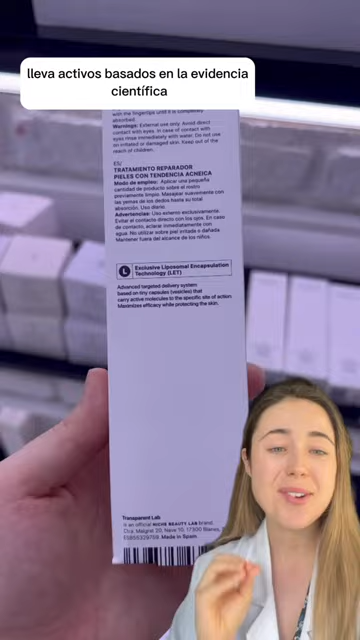 lleva activos basados en la evidencia
científica
with the fingertips until it is completely
absorbed.
Warnings: External use only. Avoid direct
contact with eyes. In case of contact with
eyes rinse immediately with water. Do not use
on irritated or damaged skin. Keep out of the
reach of children.
ES/
TRATAMIENTO REPARADOR
PIELES CON TENDENCIA ACNEICA
Modo de empleo: Aplicar una pequeña
cantidad de producto sobre el rostro
previamente limpio. Masajear suavemente con
las yemas de los dedos hasta su total
absorción. Uso diario.
Advertencias: Uso externo exclusivamente.
Evitar el contacto directo con los ojos. En caso
de contacto, aclarar inmediatamente con
agua. No utilizar sobre piel irritada o dañada.
Mantener fuera del alcance de los niños.
L Exclusive Liposomal Encapsulation
Technology (LET)
Advanced targeted delivery system
based on tiny capsules (vesicles) that
carry active molecules to the specific site of action.
Maximizes efficacy while protecting the skin.
Transparent Lab
is an official NICHE BEAUTY LAB brand.
Ctra. Malgrat 20, Nave 10, 17300 Blanes,
Made in Spain.